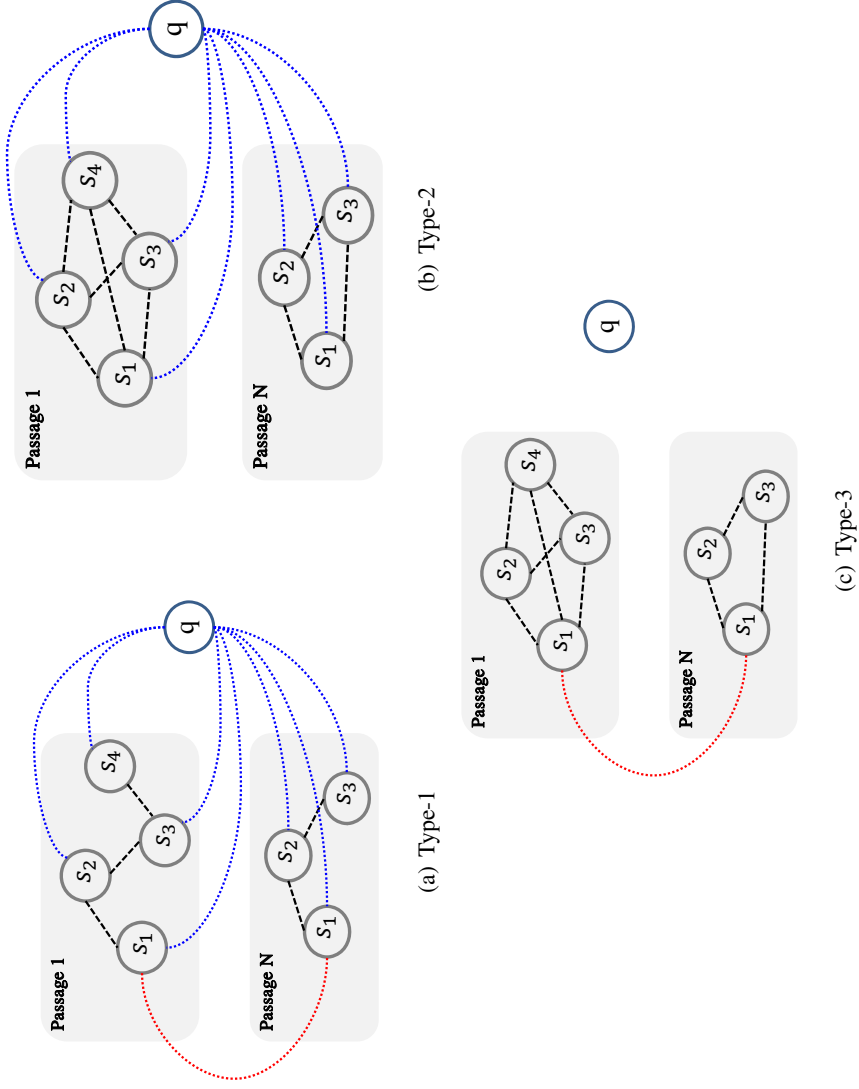 Passage 1
s1
s2
s3
s4
q
Passage N
s1
s2
s3
(a) Type-1
Passage 1
s1
s2
s3
s4
q
Passage N
s1
s2
s3
(b) Type-2
Passage 1
s1
s2
s3
s4
q
Passage N
s1
s2
s3
(c) Type-3